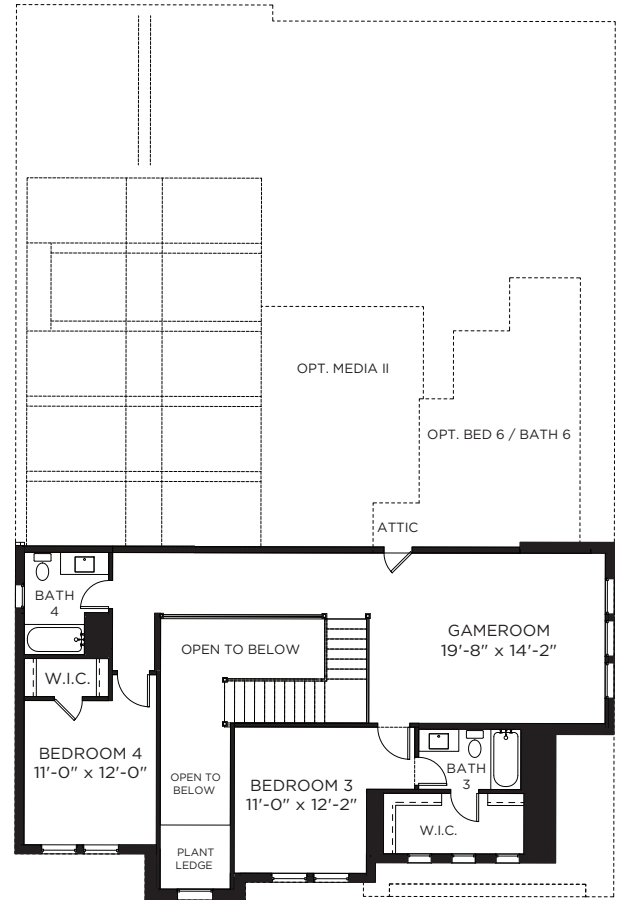 OPT. MEDIA II
OPT. BED 6 / BATH 6
ATTIC
BATH
4
OPEN TO BELOW
GAMEROOM
19'-8" x 14'-2"
W.I.C.
BEDROOM 4
11'-0" x 12'-0"
OPEN TO
BELOW
BEDROOM 3
11'-0" x 12'-2"
BATH
3
W.I.C.
PLANT
LEDGE